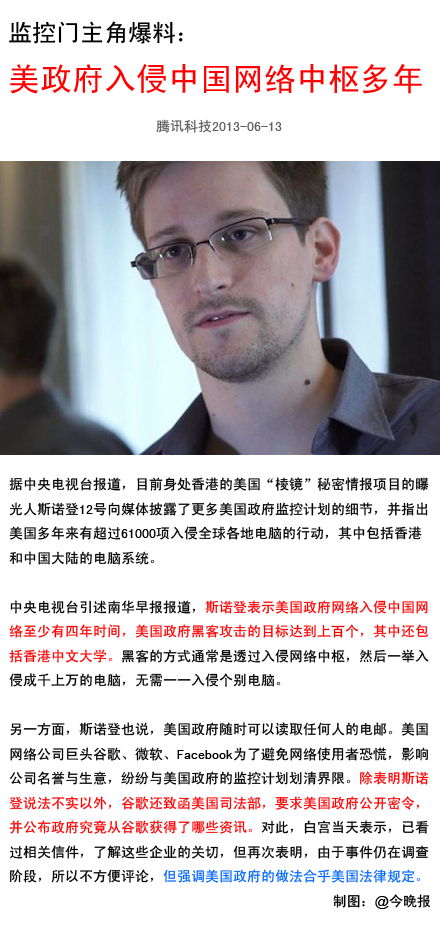 监控门主角爆料：
美政府入侵中国网络中枢多年
腾讯科技2013-06-13
据中央电视台报道，目前身处香港的美国“棱镜”秘密情报项目的曝
光人斯诺登12号向媒体披露了更多美国政府监控计划的细节，并指出
美国多年来有超过61000项入侵全球各地电脑的行动，其中包括香港
和中国大陆的电脑系统。
中央电视台引述南华早报报道，斯诺登表示美国政府网络入侵中国网
络至少有四年时间，美国政府黑客攻击的目标达到上百个，其中还包
括香港中文大学。黑客的方式通常是透过入侵网络中枢，然后一举入
侵成千上万的电脑，无需一一入侵个别电脑。
另一方面，斯诺登也说，美国政府随时可以读取任何人的电邮。美国
网络公司巨头谷歌、微软、Facebook为了避免网络使用者恐慌，影响
公司名誉与生意，纷纷与美国政府的监控计划划清界限。除表明斯诺
登说法不实以外，谷歌还致函美国司法部，要求美国政府公开密令，
并公布政府究竟从谷歌获得了哪些资讯。对此，白宫当天表示，已看
过相关信件，了解这些企业的关切，但再次表明，由于事件仍在调查
阶段，所以不方便评论，但强调美国政府的做法合乎美国法律规定。
制图：@今晚报